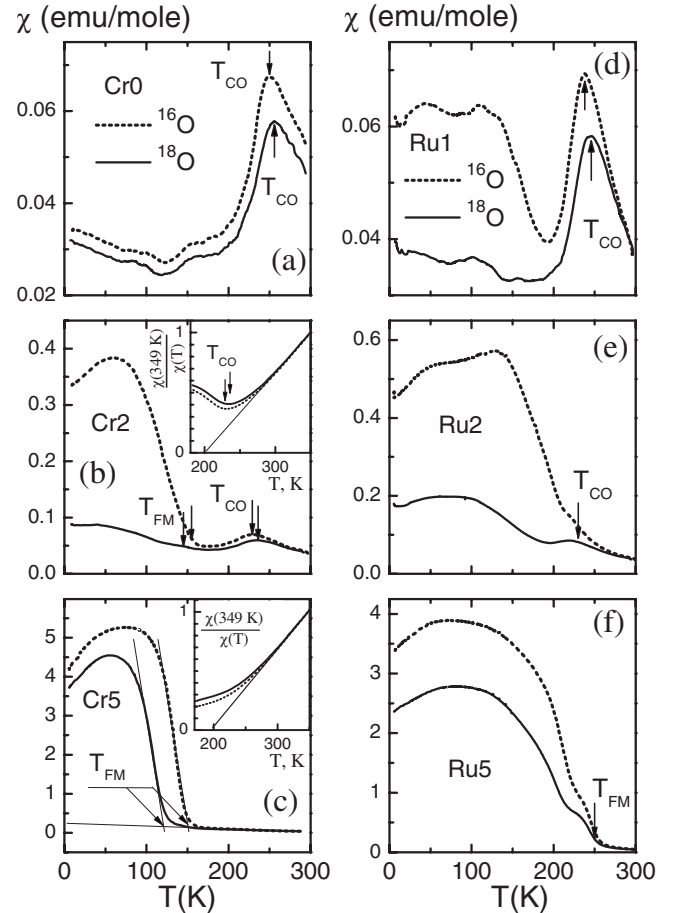 χ (emu/mole)
0.06
0.04
0.02
Cr0
16O
18O
TCO
TCO
(a)
χ (emu/mole)
0.06
0.04
(d)
Ru1
16O
18O
TCO
0.4
0.3
0.2
0.1
0.0
Cr2
(b)
TFM
TCO
1
0
χ(349 K)
χ(T)
TCO
200 300
T, K
0.6
0.4
0.2
0.0
(e)
Ru2
TCO
5
4
3
2
1
0
Cr5
TFM
(c)
1
0
χ(349 K)
χ(T)
200 300
T, K
0 100 200 300
T(K)
4
3
2
1
0
(f)
Ru5
TFM
0 100 200 300
T(K)